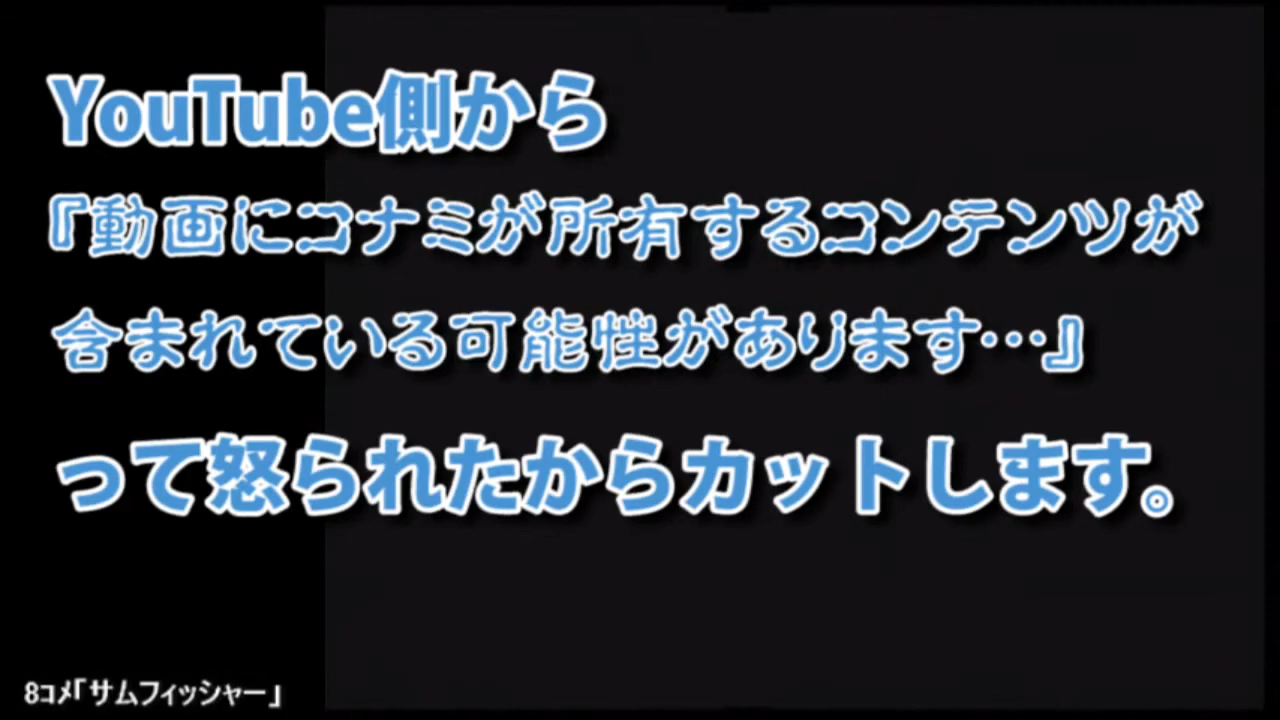 YouTube側から
『動画にコナミが所有するコンテンツが
含まれている可能性があります…』
って怒られたからカットします。
8ｺﾒ｢サムフィッシャー｣